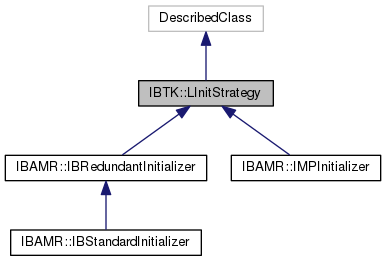 DescribedClass
IBTK::LInitStrategy
IBAMR::IBRedundantInitializer
IBAMR::IMPInitializer
IBAMR::IBStandardInitializer